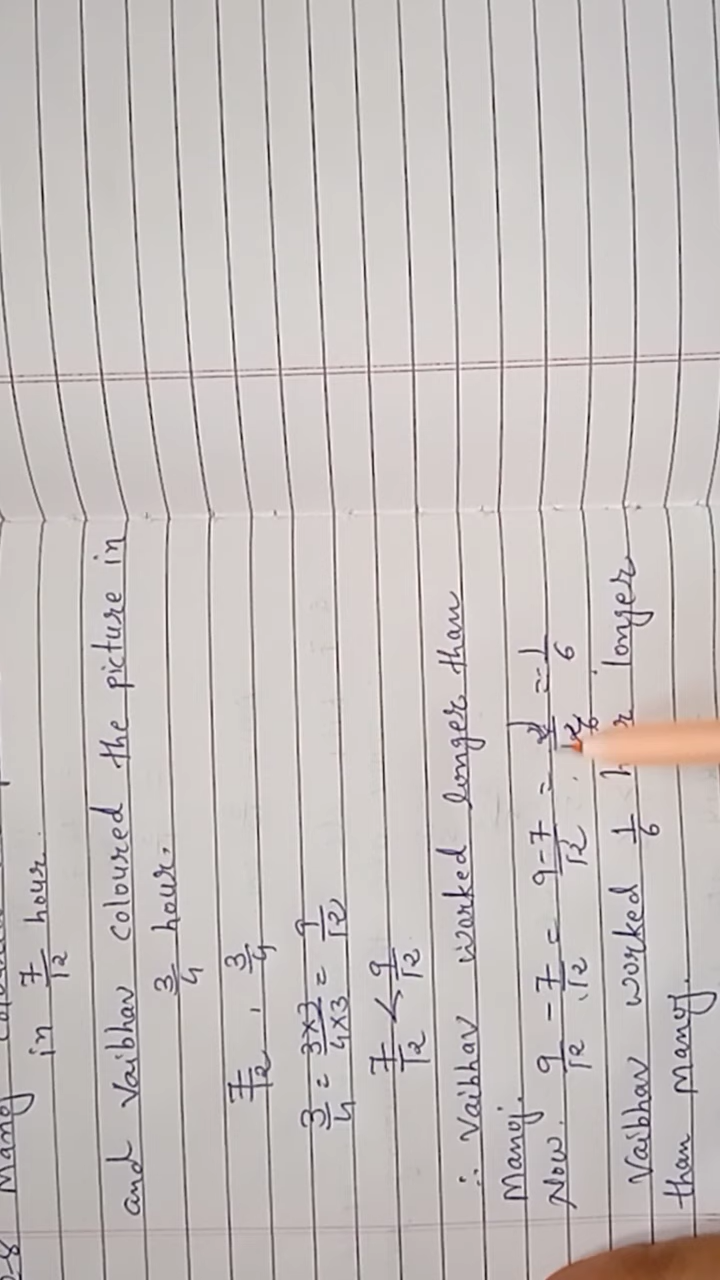 Manoj
in 7/12 hour.
and Vaibhav coloured the picture in
3/4 hour.
7/12, 3/4
3/4 = 3×3/4×3 = 9/12
7/12 < 9/12
∴ Vaibhav worked longer than
Manoj.
Now. 9/12 - 7/12 = 9-7/12 = 2/12 = 1/6
Vaibhav worked 1/6 longer
than Manoj.